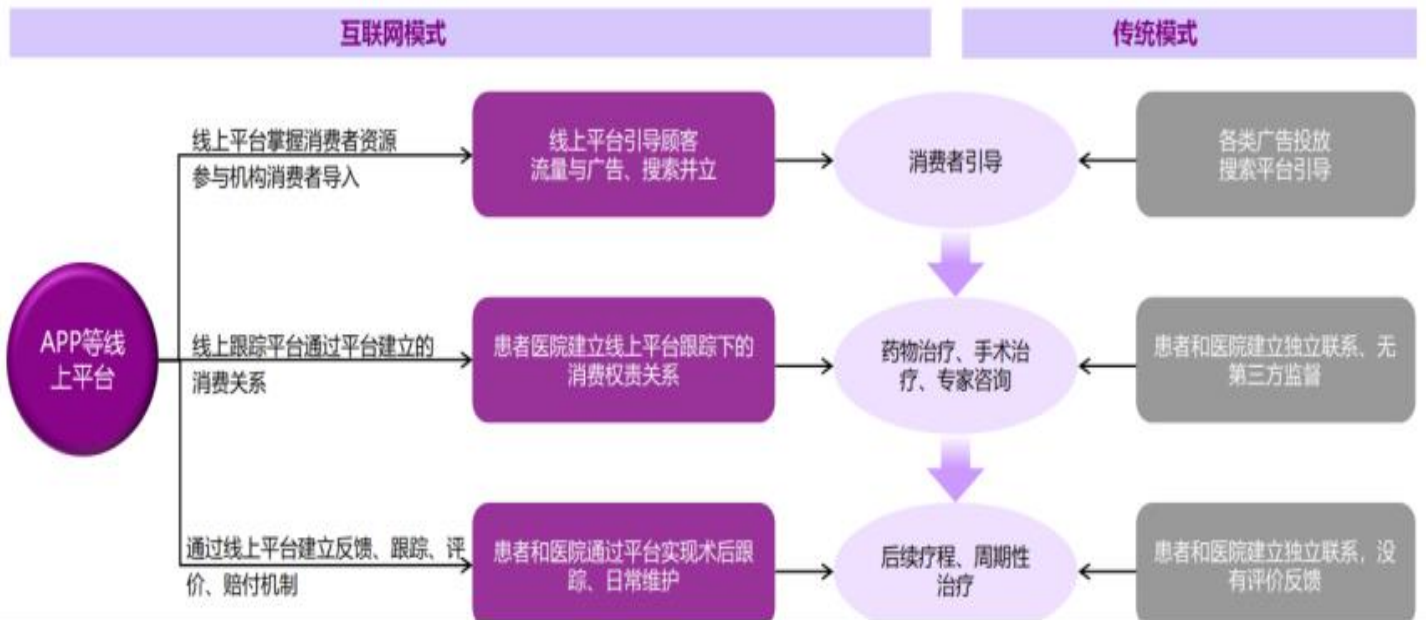 互联网模式
传统模式
线上平台掌握消费者资源
参与机构消费者导入
线上平台引导顾客
流量与广告、搜索并立
消费者引导
各类广告投放
搜索平台引导
APP等线
上平台
线上跟踪平台通过平台建立的
消费关系
患者医院建立线上平台跟踪下的
消费权责关系
药物治疗、手术治
疗、专家咨询
患者和医院建立独立联系、无
第三方监督
通过线上平台建立反馈、跟踪、评
价、赔付机制
患者和医院通过平台实现术后跟
踪、日常维护
后续疗程、周期性
治疗
患者和医院建立独立联系，没
有评价反馈